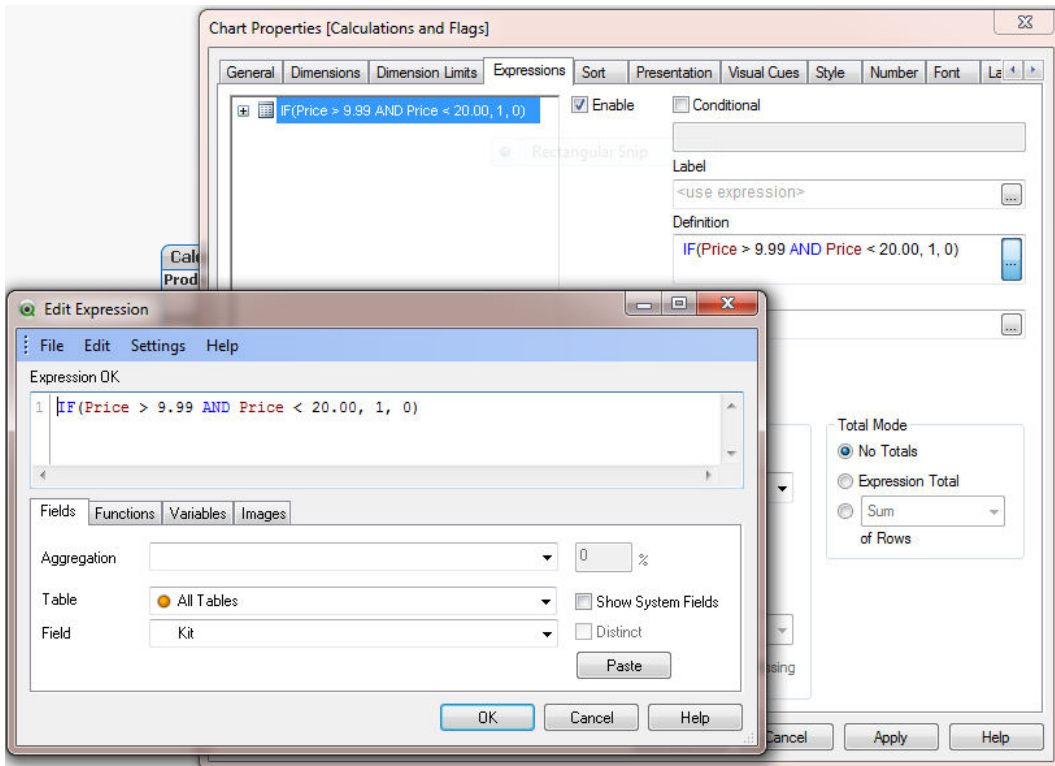 Chart Properties [Calculations and Flags]
General Dimensions Dimension Limits Expressions Sort Presentation Visual Cues Style Number Font
IF(Price > 9.99 AND Price < 20.00, 1, 0)
Enable
Conditional
Rectangular Snip
Label
<use expression>
...
Definition
IF(Price > 9.99 AND Price < 20.00, 1, 0)
...
...
Prod
Edit Expression
File Edit Settings Help
Expression OK
1 IF(Price > 9.99 AND Price < 20.00, 1, 0)
Total Mode
No Totals
Expression Total
Sum
of Rows
Fields Functions Variables Images
Aggregation
0 %
Table All Tables
Show System Fields
Field Kit
Distinct
Paste
OK Cancel Help
Cancel Apply Help